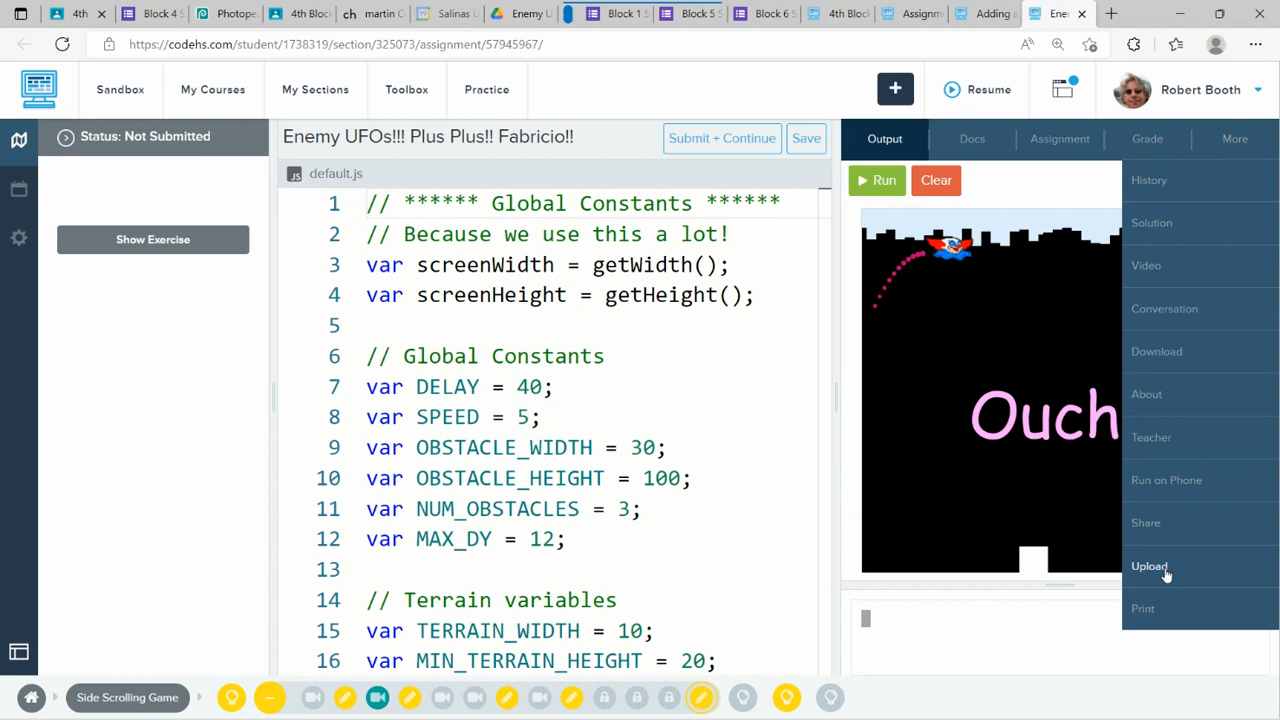 4th
Block 4 S
Photope
4th Bloc
ch martin (
Salinas U
Enemy U
Block 1
Block 5
Block 6
4th Block
Assignm
Adding a
Ene
https://codehs.com/student/1738319/section/325073/assignment/57945967/
Sandbox My Courses My Sections Toolbox Practice Resume Robert Booth
Status: Not Submitted
Show Exercise
Enemy UFOs!!! Plus Plus!! Fabricio!! Submit + Continue Save
JS default.js
1 // ****** Global Constants ******
2 // Because we use this a lot!
3 var screenWidth = getWidth();
4 var screenHeight = getHeight();
5
6 // Global Constants
7 var DELAY = 40;
8 var SPEED = 5;
9 var OBSTACLE_WIDTH = 30;
10 var OBSTACLE_HEIGHT = 100;
11 var NUM_OBSTACLES = 3;
12 var MAX_DY = 12;
13
14 // Terrain variables
15 var TERRAIN_WIDTH = 10;
16 var MIN_TERRAIN_HEIGHT = 20;
Output Docs Assignment Grade More
Run Clear
Ouch
History
Solution
Video
Conversation
Download
About
Teacher
Run on Phone
Share
Upload
Print
Side Scrolling Game